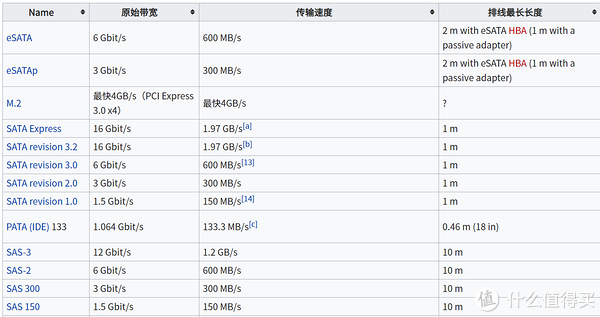 Name 原始带宽 传输速度 排线最长长度
eSATA 6 Gbit/s 600 MB/s 2 m with eSATA HBA (1 m with a
passive adapter)
eSATAp 3 Gbit/s 300 MB/s 2 m with eSATA HBA (1 m with a
passive adapter)
M.2 最快4GB/s（PCI Express
3.0 x4） 最快4GB/s ?
SATA Express 16 Gbit/s 1.97 GB/s[a] 1 m
SATA revision 3.2 16 Gbit/s 1.97 GB/s[b] 1 m
SATA revision 3.0 6 Gbit/s 600 MB/s[13] 1 m
SATA revision 2.0 3 Gbit/s 300 MB/s 1 m
SATA revision 1.0 1.5 Gbit/s 150 MB/s[14] 1 m
PATA (IDE) 133 1.064 Gbit/s 133.3 MB/s[c] 0.46 m (18 in)
SAS-3 12 Gbit/s 1.2 GB/s 10 m
SAS-2 6 Gbit/s 600 MB/s 10 m
SAS 300 3 Gbit/s 300 MB/s 10 m
SAS 150 1.5 Gbit/s 150 MB/s 10 m
值 什么值得买